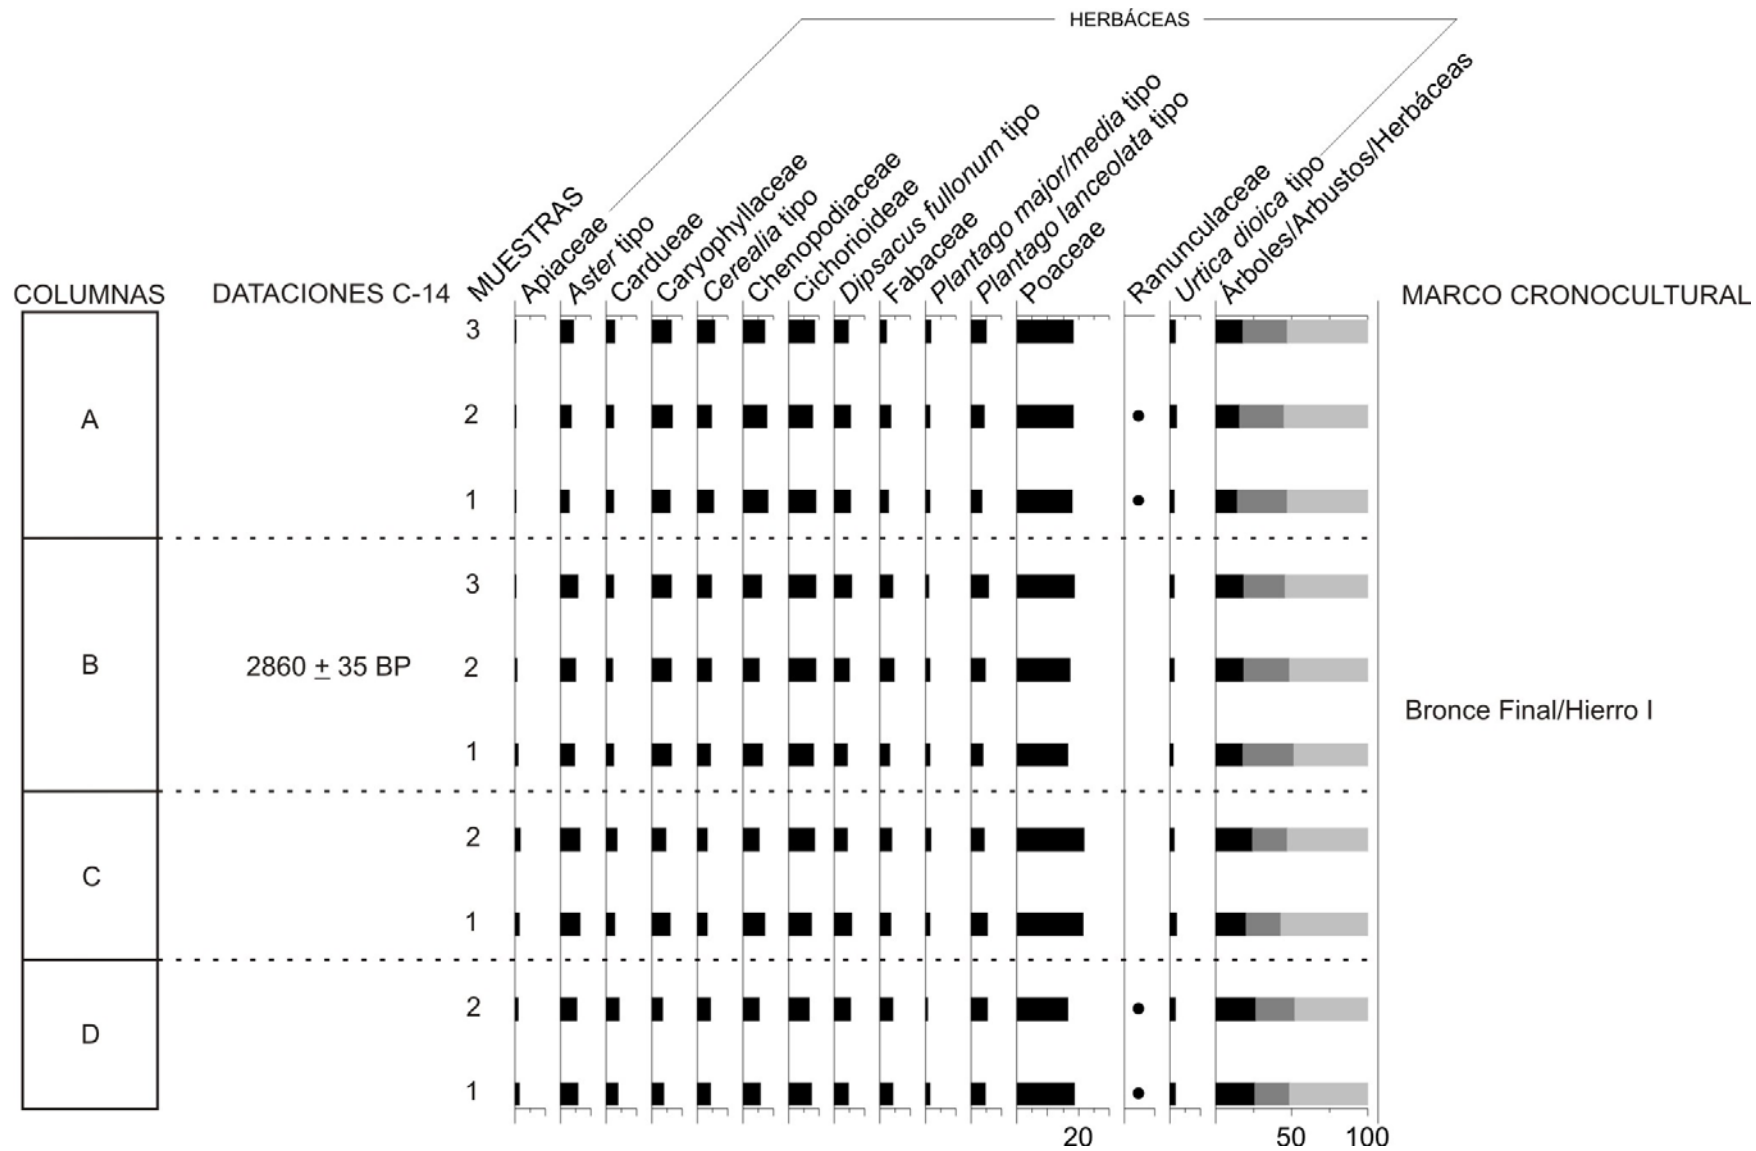 HERBÁCEAS
COLUMNAS
DATACIONES C-14
MUESTRAS
Apiaceae
Aster tipo
Cardueae
Caryophyllaceae
Cerealia tipo
Chenopodiaceae
Cichorioideae
Dipsacus fullonum tipo
Fabaceae
Plantago major/media tipo
Plantago lanceolata tipo
Poaceae
Ranunculaceae
Urtica dioica tipo
Árboles/Arbustos/Herbáceas
MARCO CRONOCULTURAL
3
A
2
1
3
B
2860 ± 35 BP
2
Bronce Final/Hierro I
1
2
C
1
2
D
1
20
50
100